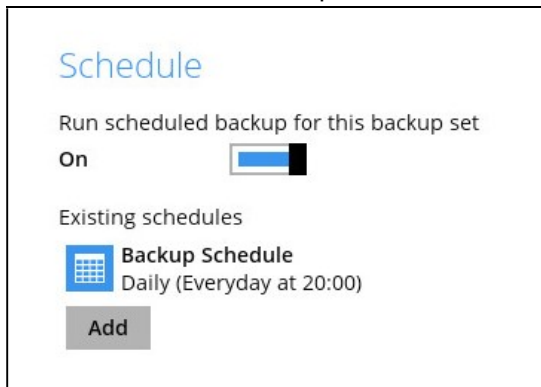 Schedule
Run scheduled backup for this backup set
On
Existing schedules
Backup Schedule
Daily (Everyday at 20:00)
Add